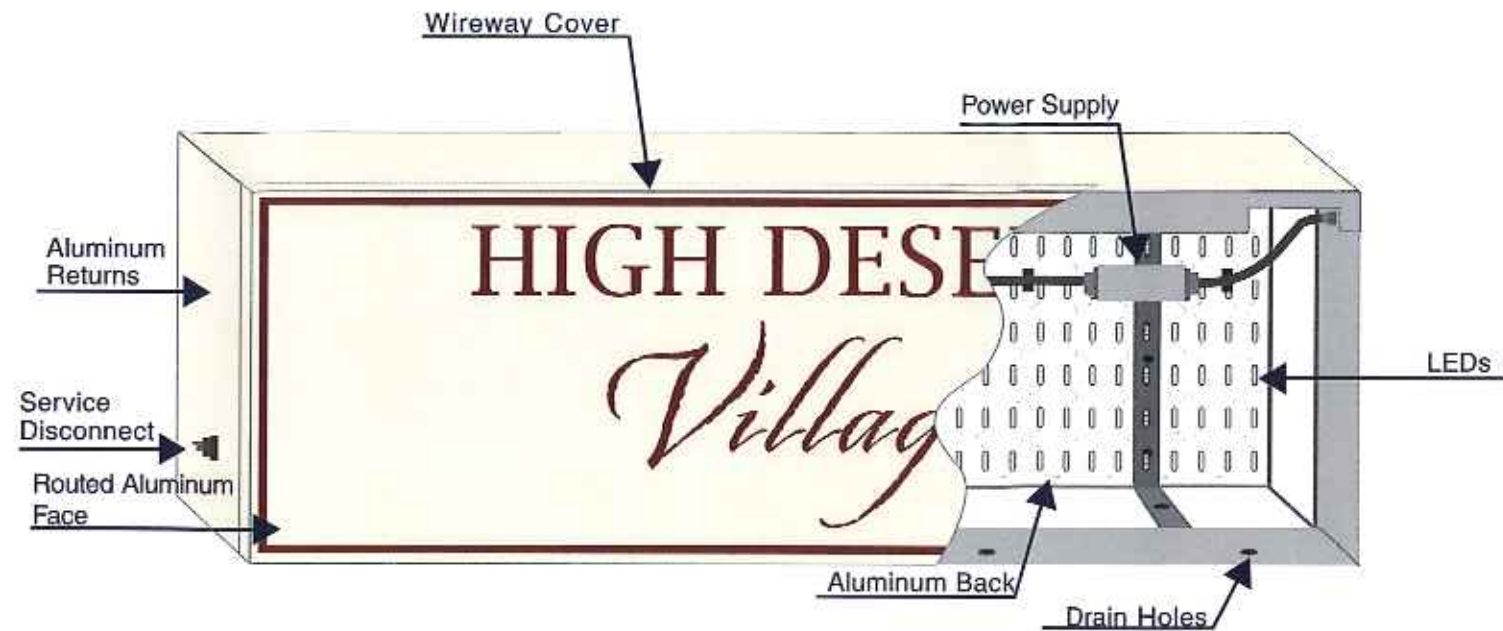 Wireway Cover
Power Supply
HIGH DESE
Aluminum
Returns
Villag
LEDs
Service
Disconnect
Routed Aluminum
Face
Aluminum Back
Drain Holes